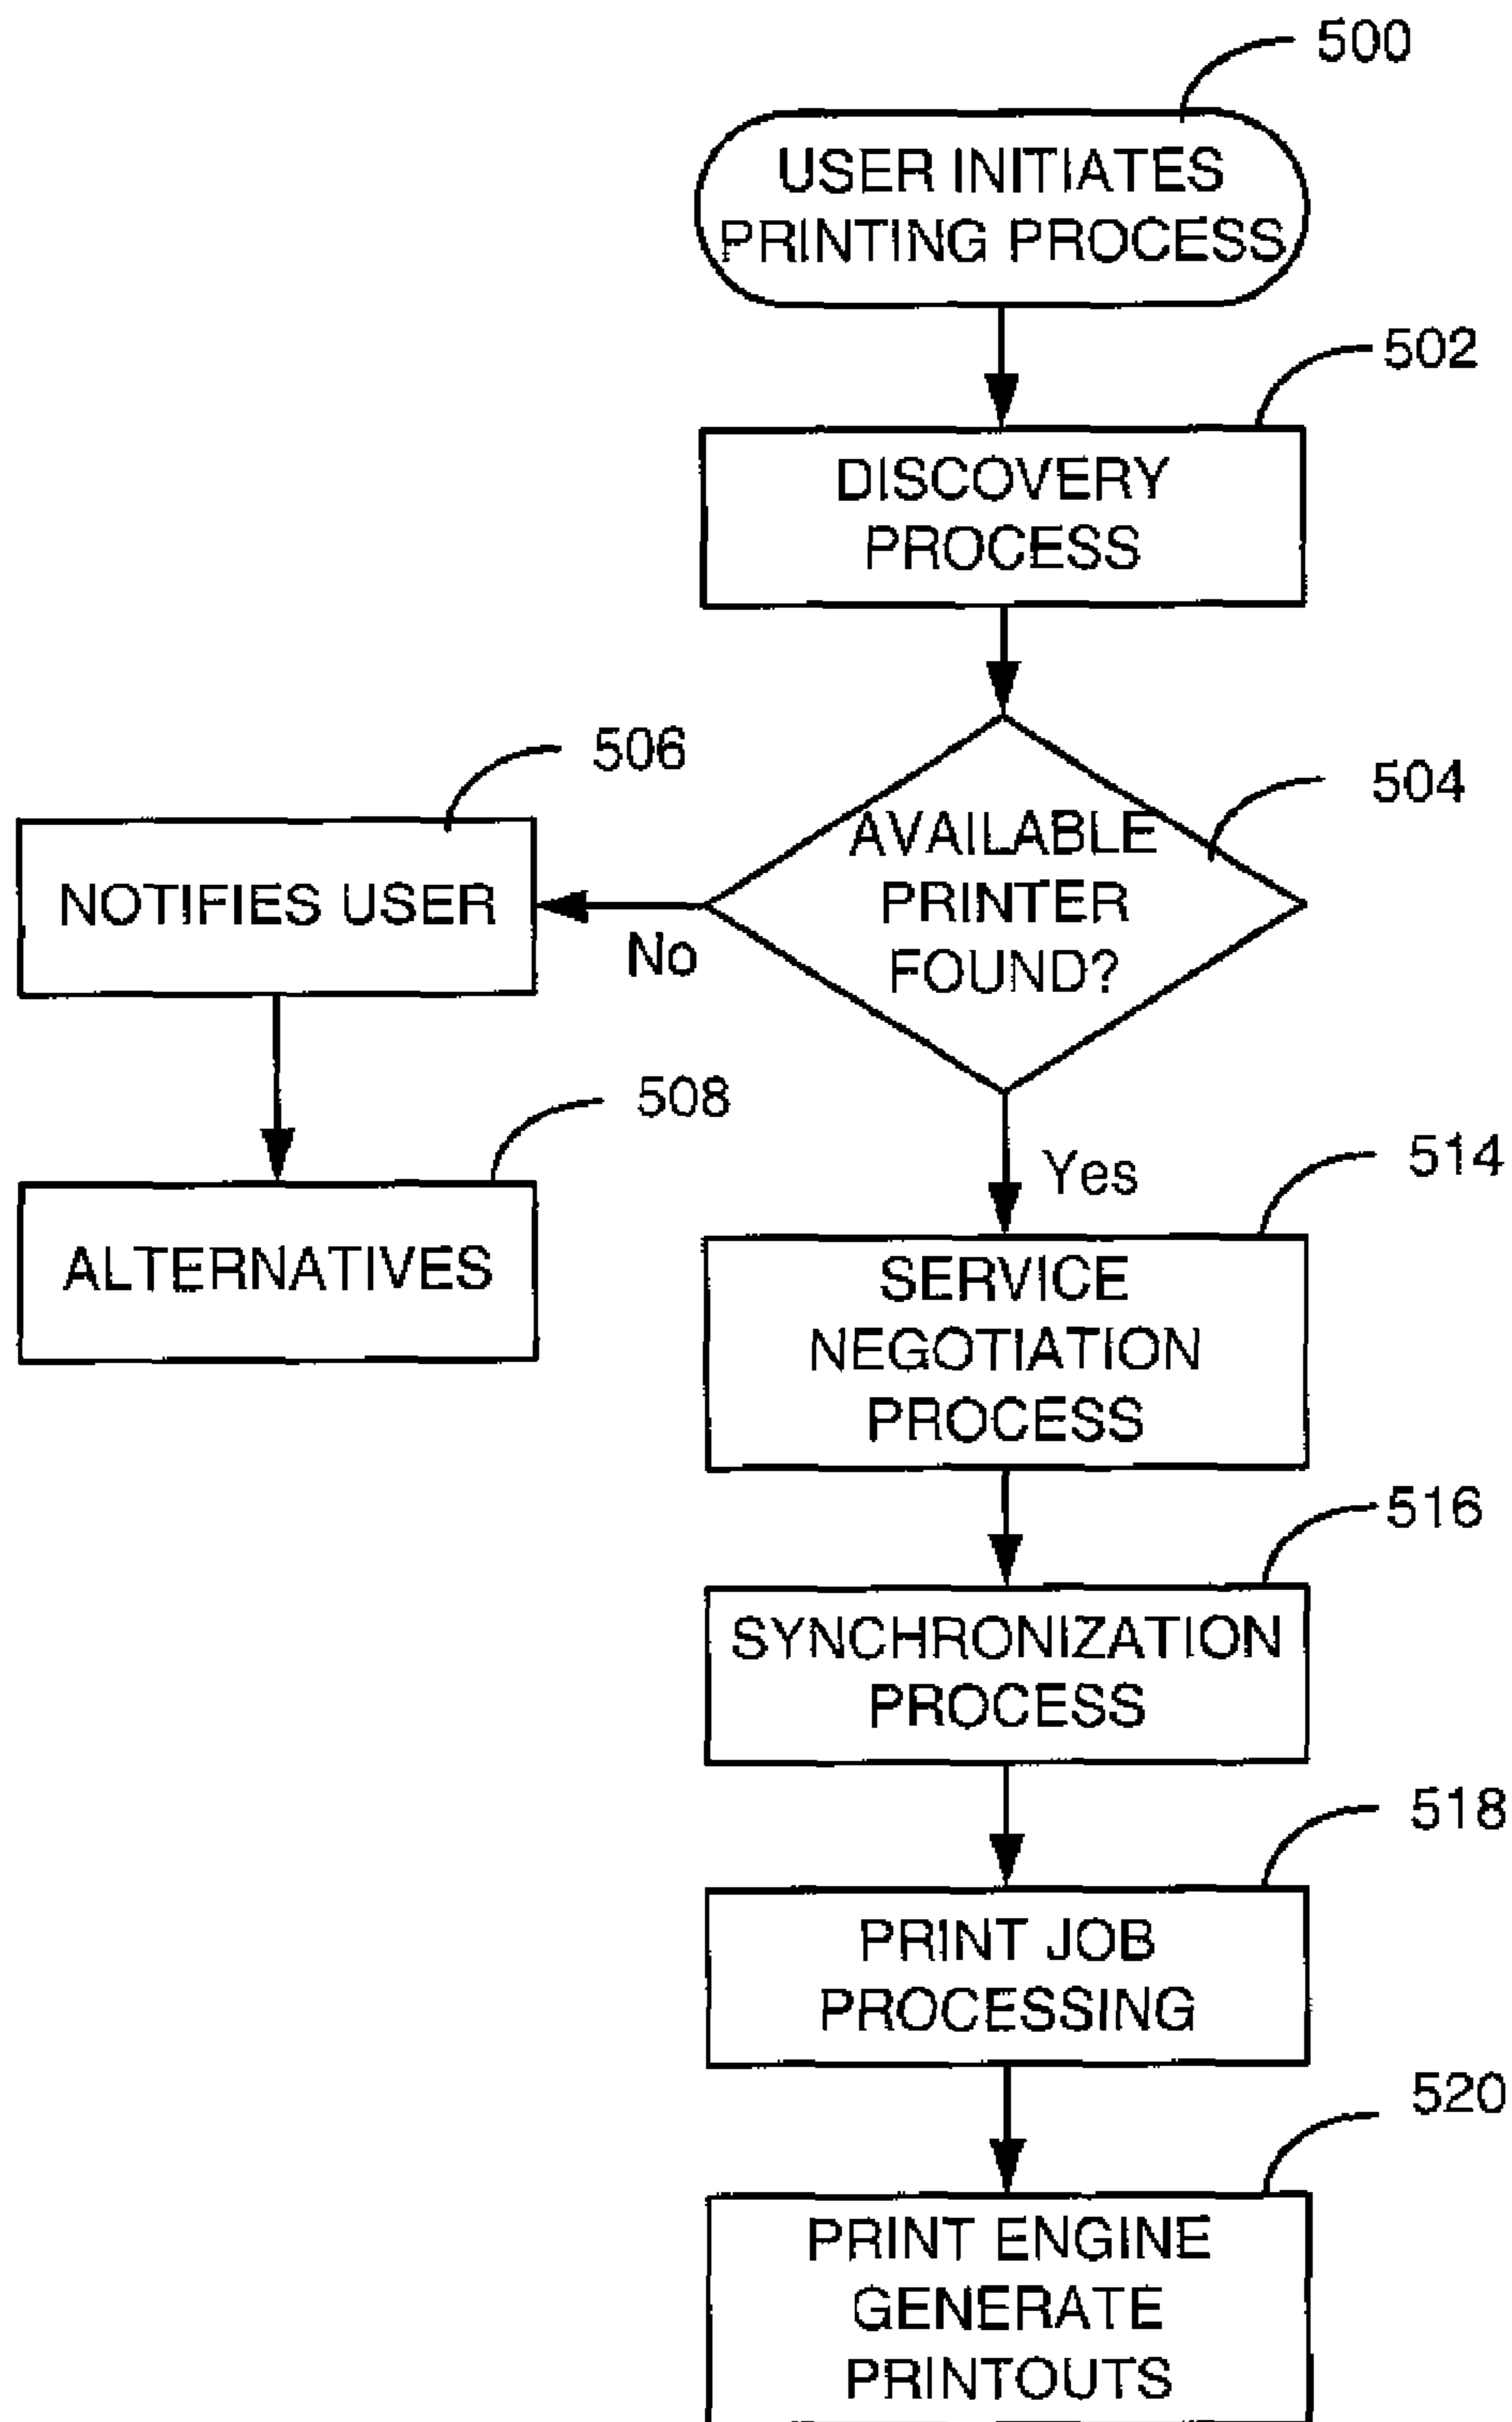 500
USER INITIATES
PRINTING PROCESS
502
DISCOVERY
PROCESS
504
AVAILABLE
PRINTER
FOUND?
506
NOTIFIES USER
No
508
ALTERNATIVES
Yes
514
SERVICE
NEGOTIATION
PROCESS
516
SYNCHRONIZATION
PROCESS
518
PRINT JOB
PROCESSING
520
PRINT ENGINE
GENERATE
PRINTOUTS